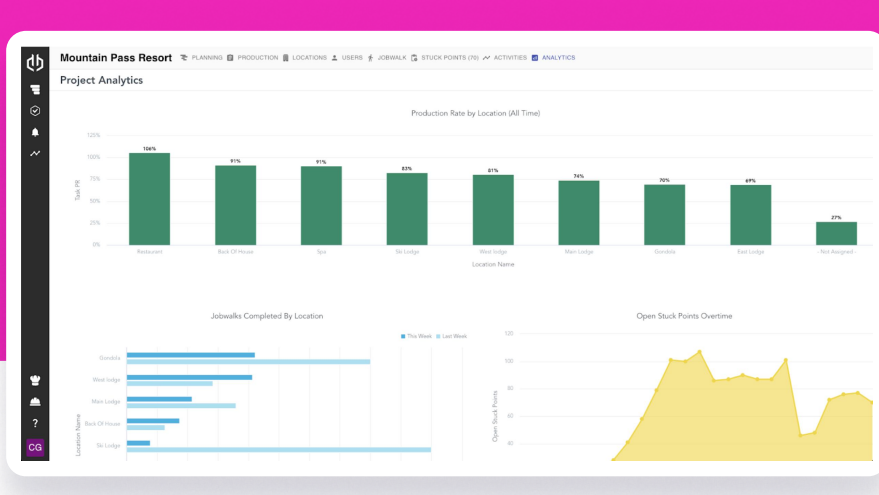 Mountain Pass Resort PLANNING PRODUCTION LOCATIONS USERS JOBWALK STUCK POINTS (70) ACTIVITIES ANALYTICS
Project Analytics
Production Rate by Location (All Time)
125%
100%
75%
50%
25%
0%
Task PR
106%
91%
91%
83%
81%
74%
70%
69%
27%
Restaurant Back Of House Spa Ski Lodge West lodge Main Lodge Gondola East Lodge - Not Assigned -
Location Name
Jobwalks Completed By Location
This Week Last Week
Location Name
Gondola
West lodge
Main Lodge
Back Of House
Ski Lodge
Open Stuck Points Overtime
Open Stuck Points
120
100
80
60
40
?
CG